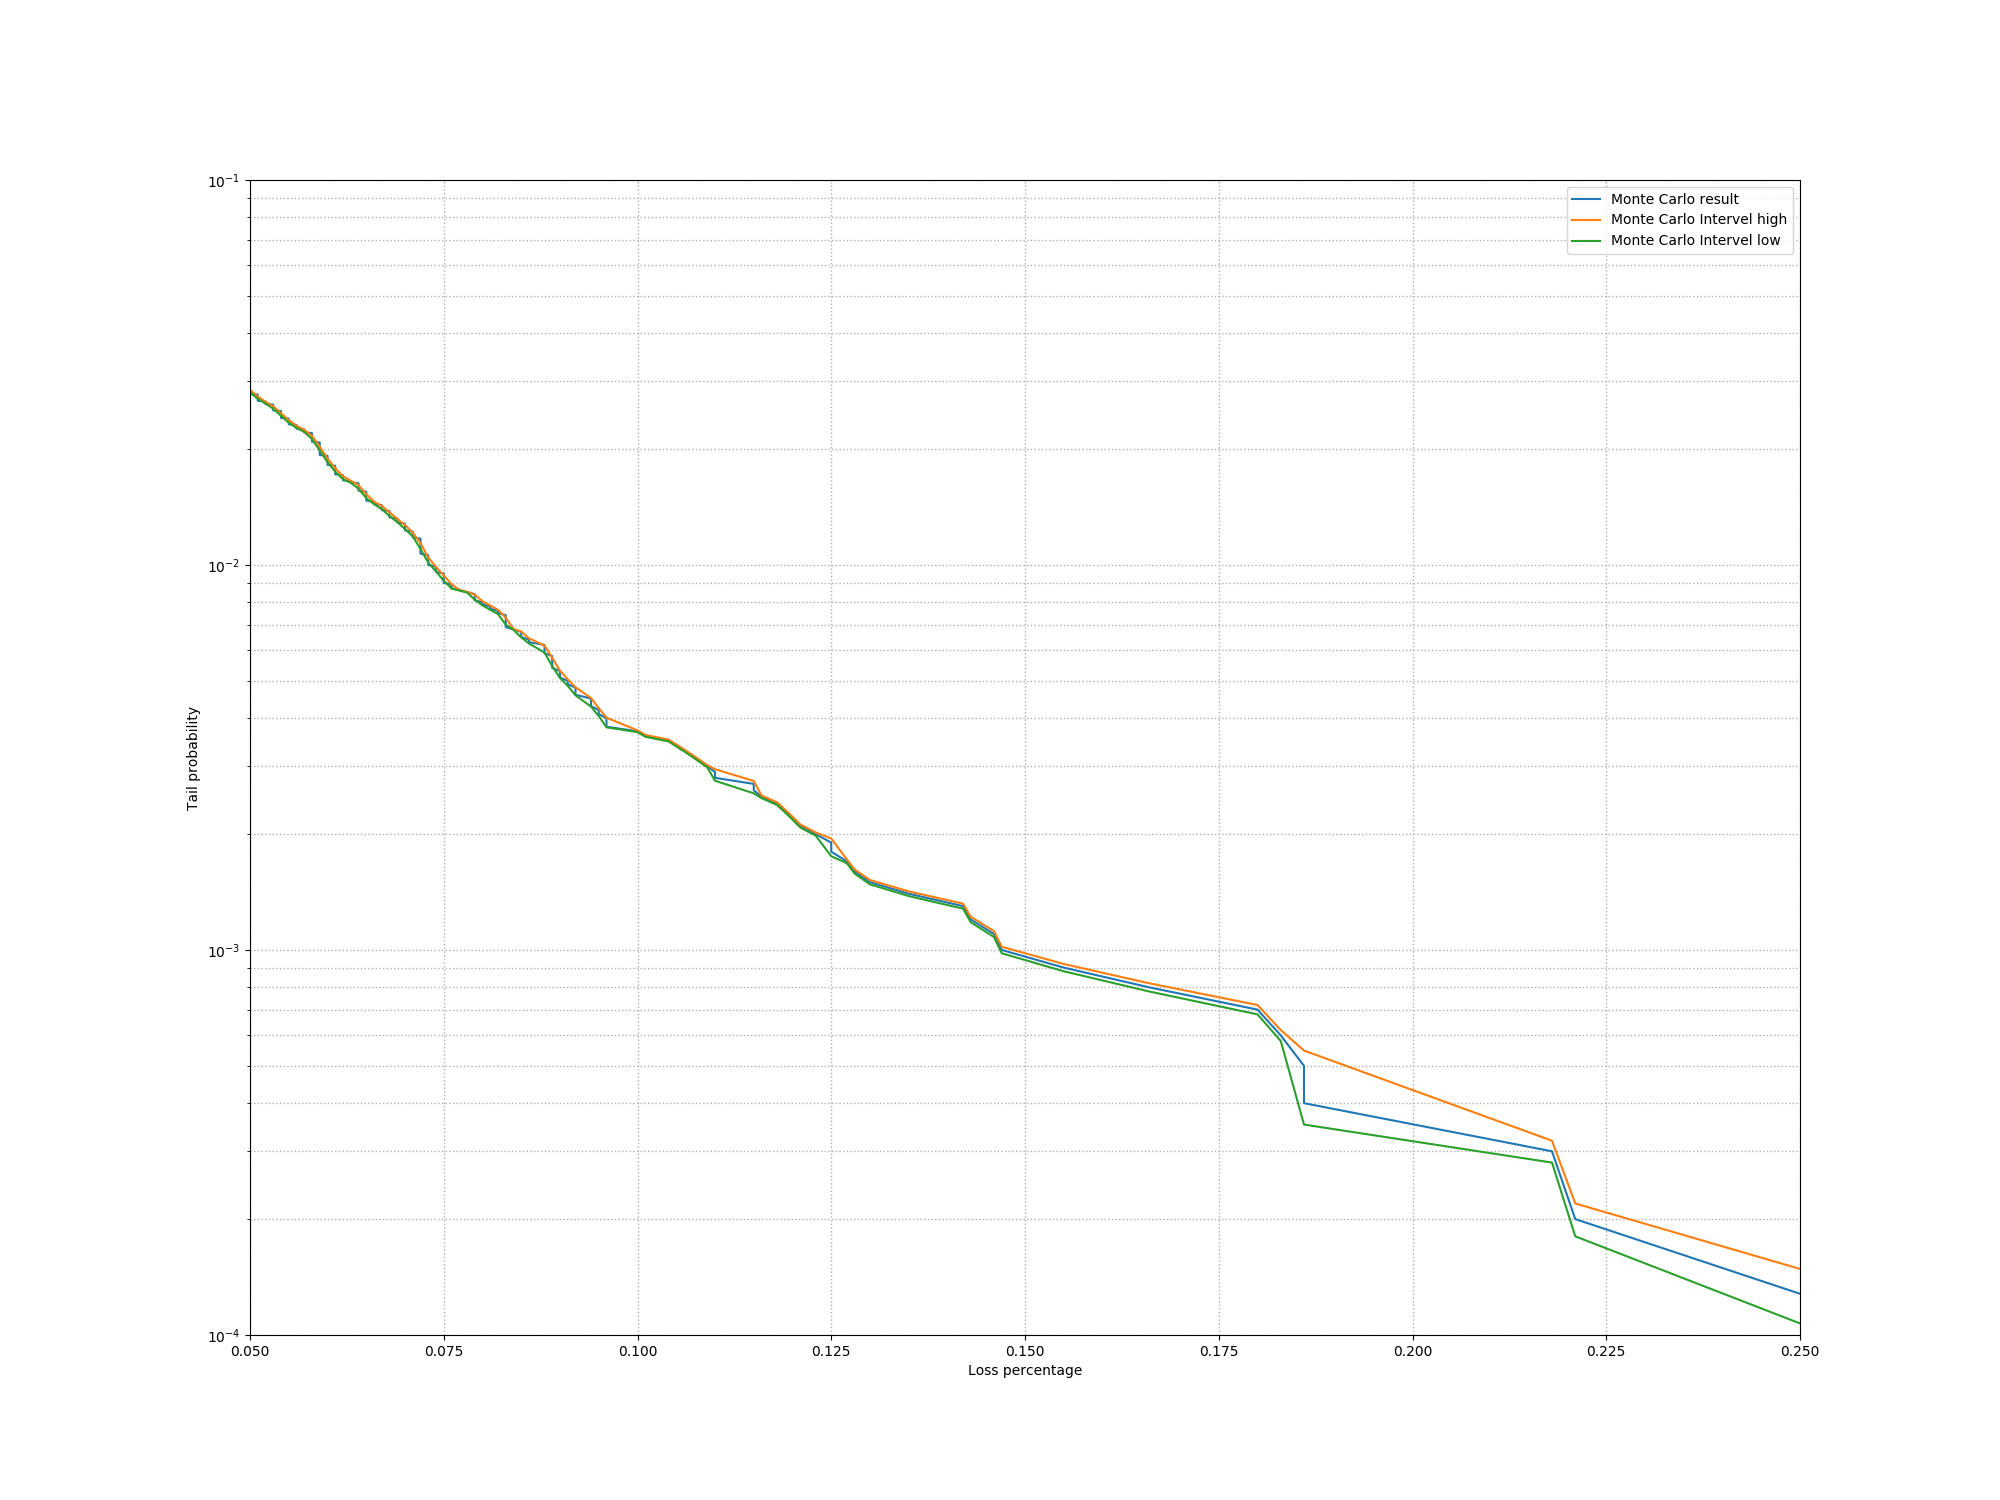 10⁻¹
Monte Carlo result
Monte Carlo Intervel high
Monte Carlo Intervel low
10⁻²
Tail probability
10⁻³
10⁻⁴
0.050 0.075 0.100 0.125 0.150 0.175 0.200 0.225 0.250
Loss percentage